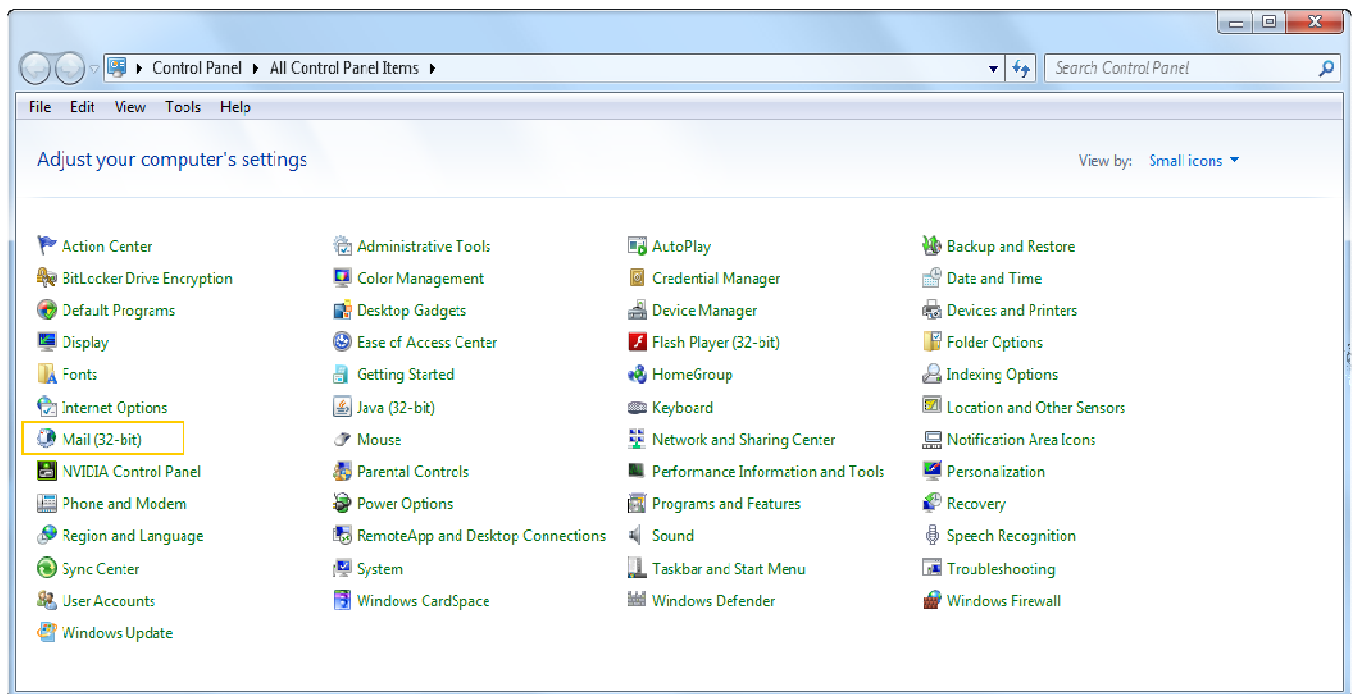 Control Panel All Control Panel Items Search Control Panel
File Edit View Tools Help
Adjust your computer's settings View by: Small icons
Action Center Administrative Tools AutoPlay Backup and Restore
BitLocker Drive Encryption Color Management Credential Manager Date and Time
Default Programs Desktop Gadgets Device Manager Devices and Printers
Display Ease of Access Center Flash Player (32-bit) Folder Options
Fonts Getting Started HomeGroup Indexing Options
Internet Options Java (32-bit) Keyboard Location and Other Sensors
Mail (32-bit) Mouse Network and Sharing Center Notification Area Icons
NVIDIA Control Panel Parental Controls Performance Information and Tools Personalization
Phone and Modem Power Options Programs and Features Recovery
Region and Language RemoteApp and Desktop Connections Sound Speech Recognition
Sync Center System Taskbar and Start Menu Troubleshooting
User Accounts Windows CardSpace Windows Defender Windows Firewall
Windows Update